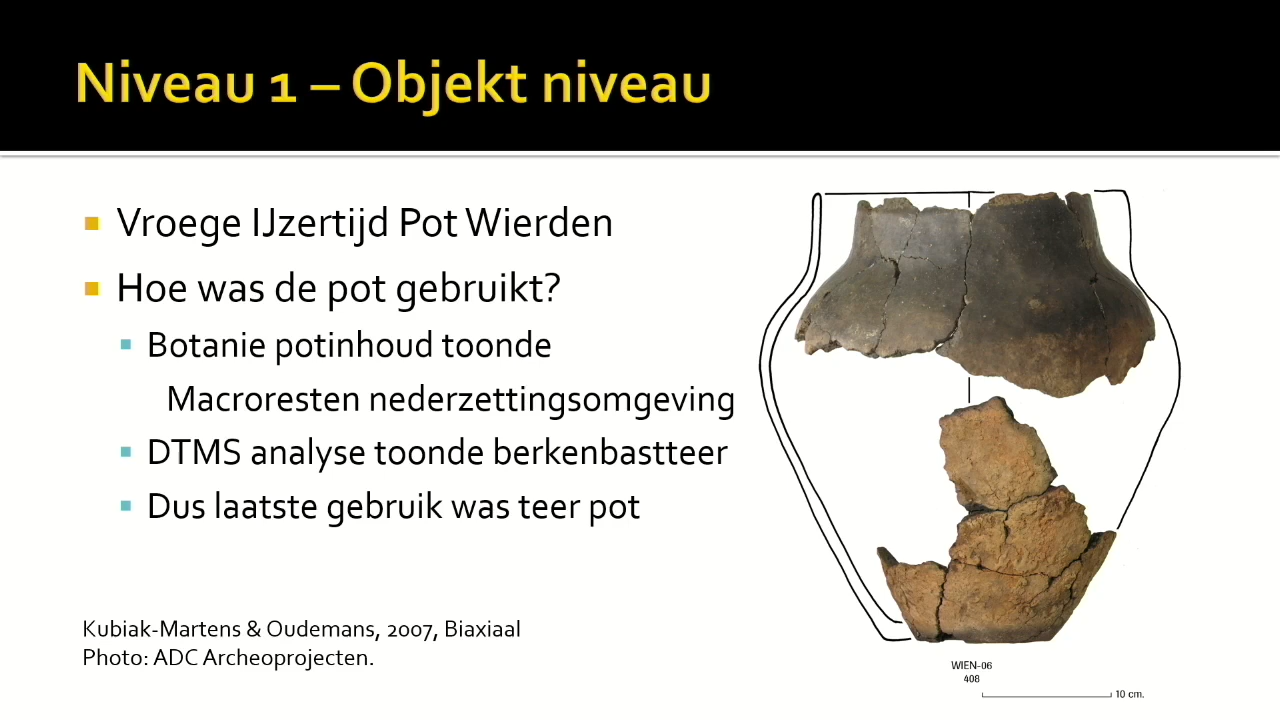 Niveau 1 – Objekt niveau
Vroege IJzertijd Pot Wierden
Hoe was de pot gebruikt?
Botanie potinhoud toonde
Macroresten nederzettingsomgeving
DTMS analyse toonde berkenbastteer
Dus laatste gebruik was teer pot
Kubiak-Martens & Oudemans, 2007, Biaxiaal
Photo: ADC Archeoprojecten.
WIEN-06
408
10 cm.